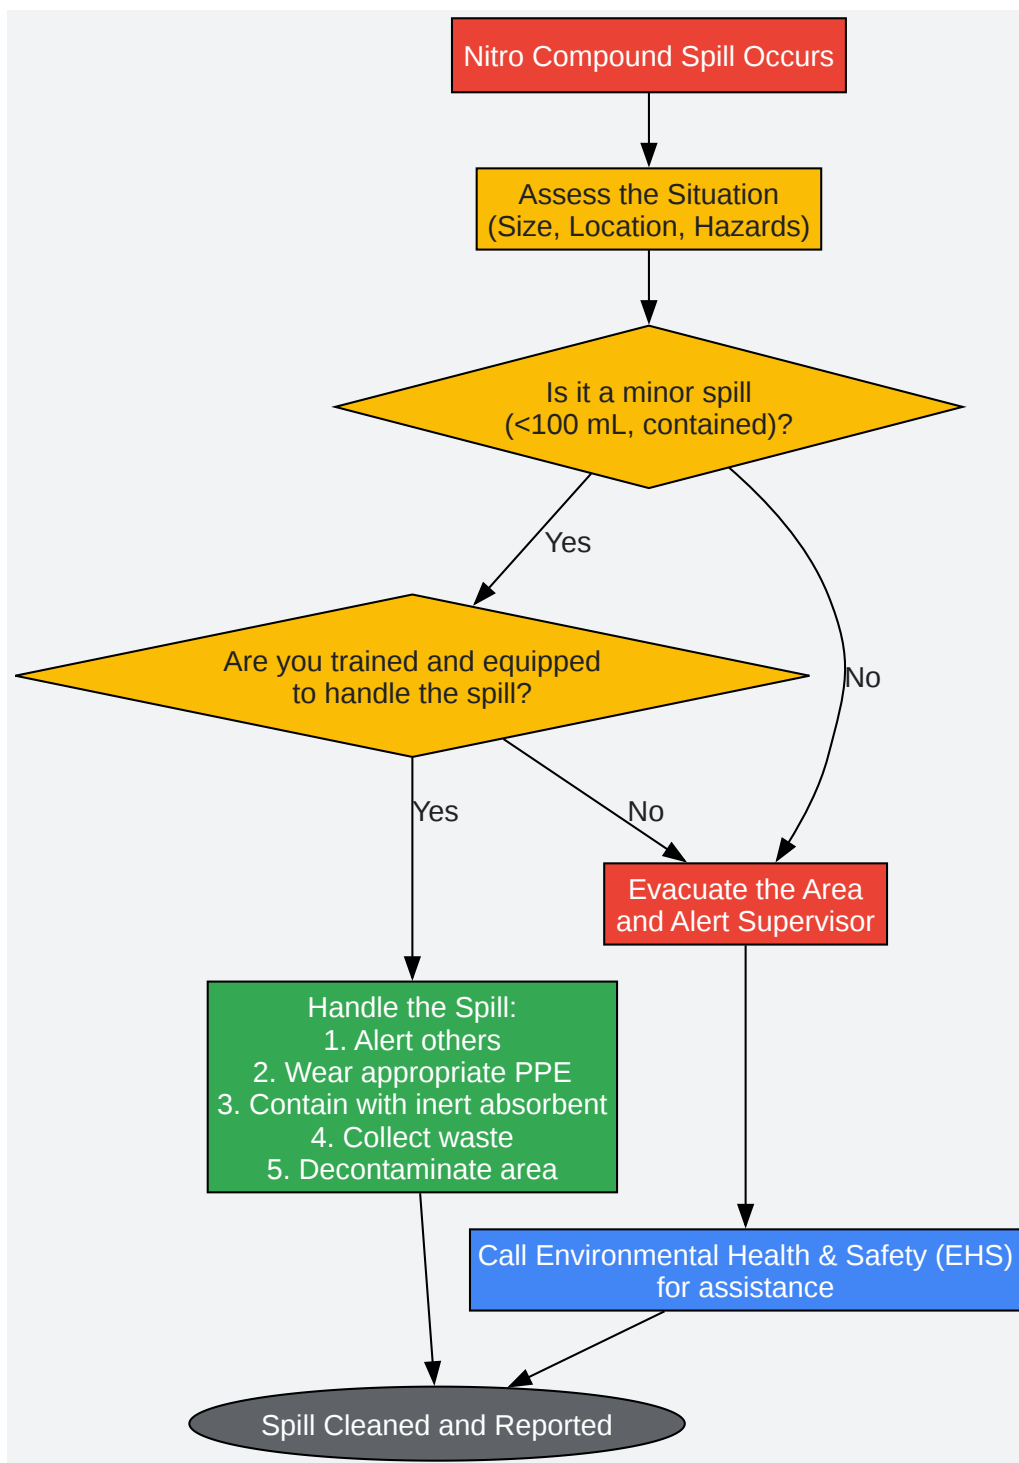 Nitro Compound Spill Occurs
Assess the Situation
(Size, Location, Hazards)
Is it a minor spill
(<100 mL, contained)?
Yes
No
Are you trained and equipped
to handle the spill?
Yes
No
Evacuate the Area
and Alert Supervisor
Handle the Spill:
1. Alert others
2. Wear appropriate PPE
3. Contain with inert absorbent
4. Collect waste
5. Decontaminate area
Call Environmental Health & Safety (EHS)
for assistance
Spill Cleaned and Reported